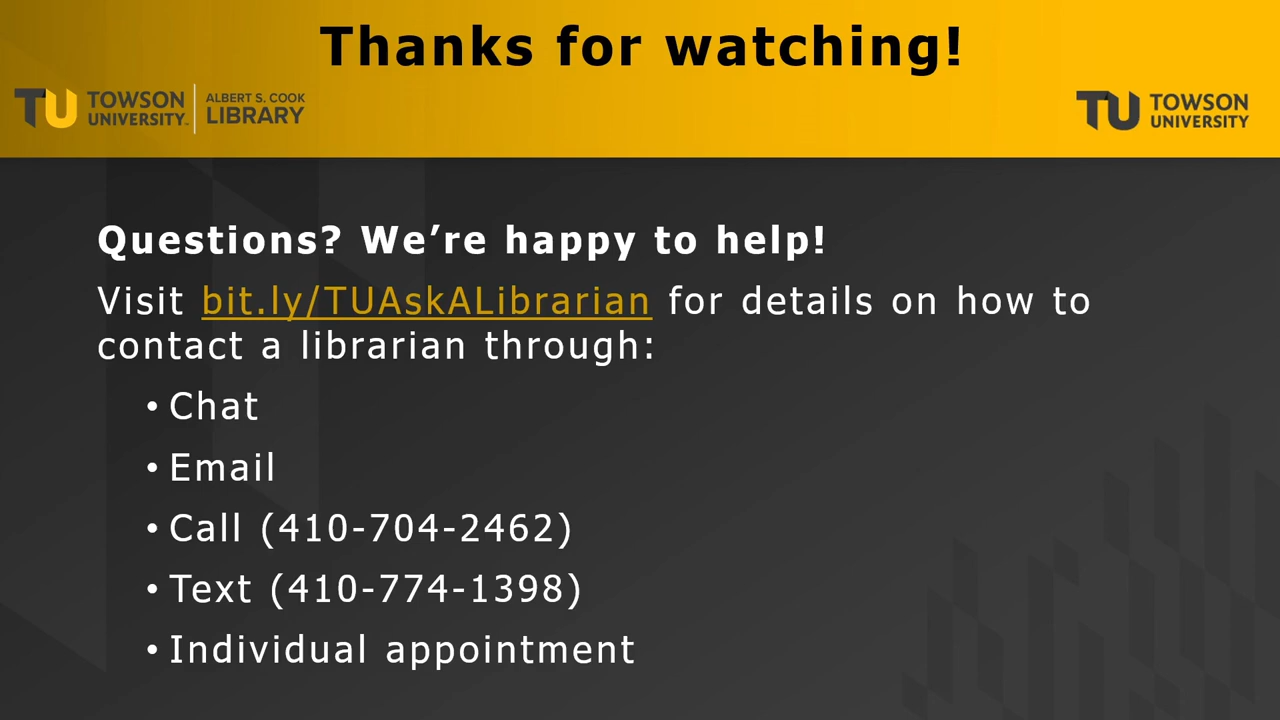 Thanks for watching!
TU TOWSON UNIVERSITY™ ALBERT S. COOK LIBRARY
TU TOWSON UNIVERSITY
Questions? We’re happy to help!
Visit bit.ly/TUAskALibrarian for details on how to
contact a librarian through:
• Chat
• Email
• Call (410-704-2462)
• Text (410-774-1398)
• Individual appointment